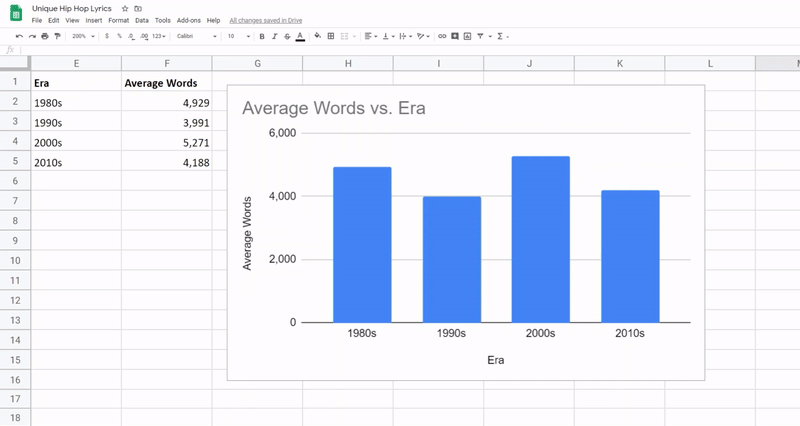 Unique Hip Hop Lyrics
File Edit View Insert Format Data Tools Add-ons Help All changes saved in Drive
200% $ % .0 .00 123 Calibri 10 B I S A
fx
E F G H I J K L
1 Era Average Words
2 1980s 4,929
3 1990s 3,991
4 2000s 5,271
5 2010s 4,188
6
7
8
9
10
11
12
13
14
15
16
17
18
Average Words vs. Era
6,000
4,000
2,000
0
Average Words
1980s 1990s 2000s 2010s
Era